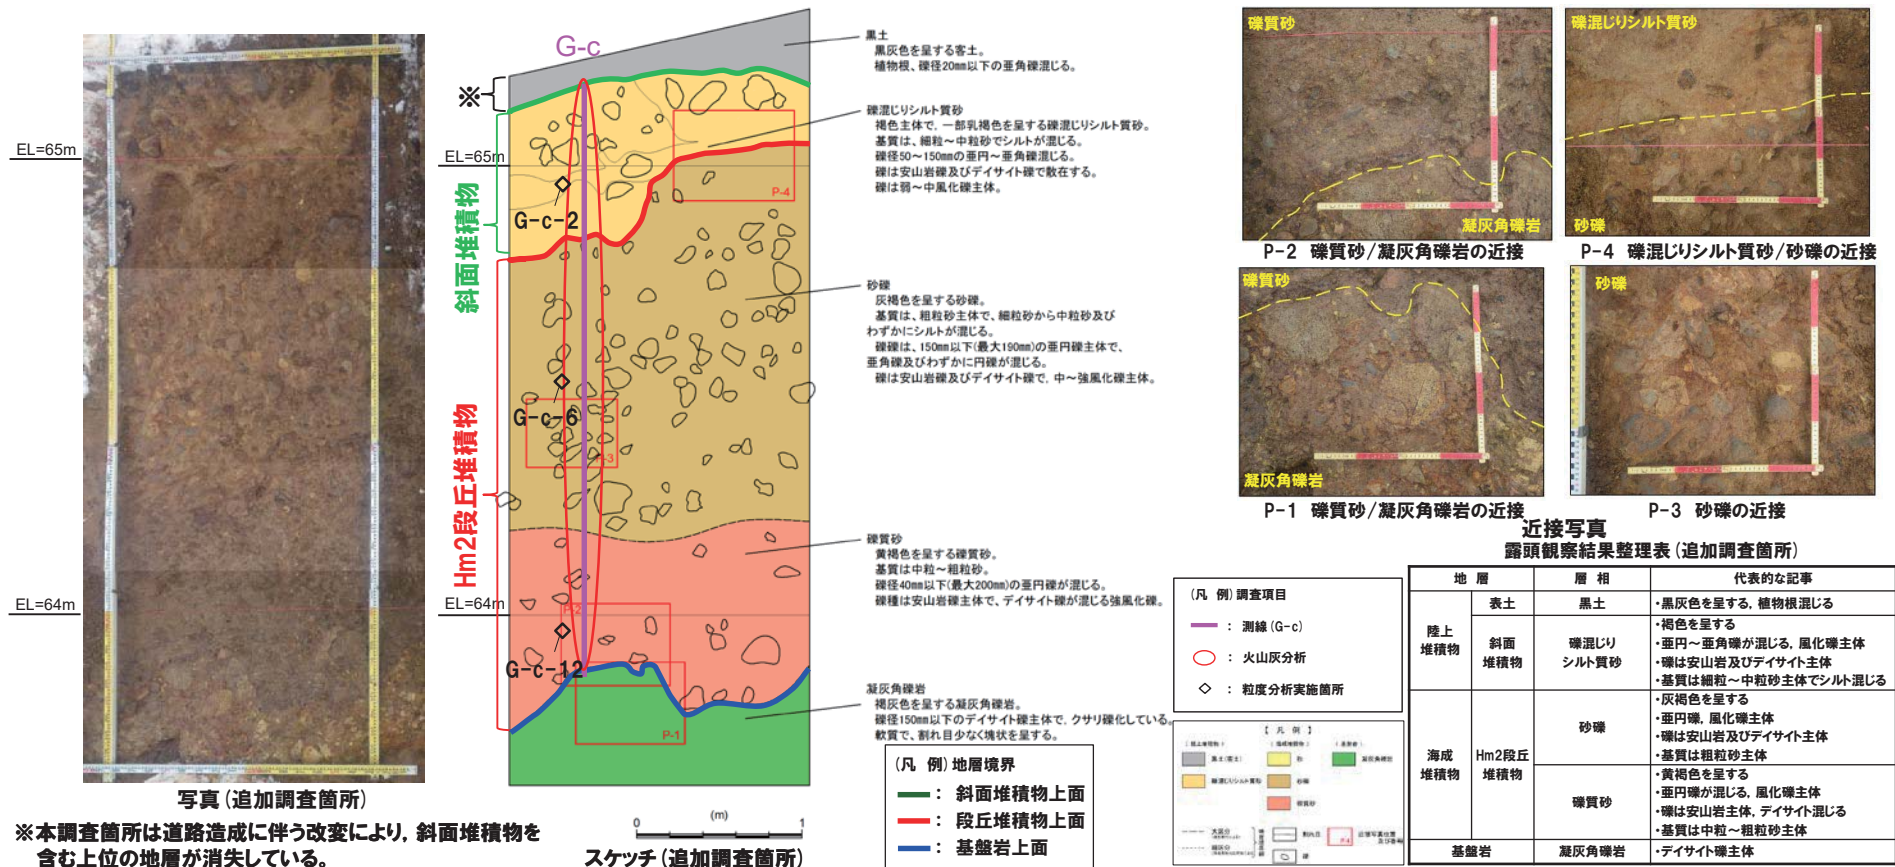 EL=65m
EL=64m
写真(追加調査箇所)
※本調査箇所は道路造成に伴う改変により, 斜面堆積物を
含む上位の地層が消失している。
G-c
※
EL=65m
EL=64m
斜面堆積物
Hm2段丘堆積物
G-c-2
G-c-6
G-c-12
P-4
P-3
P-2
P-1
(m)
0 1
スケッチ(追加調査箇所)
黒土
黒灰色を呈する客土。
植物根、礫径20mm以下の亜角礫混じる。
礫混じりシルト質砂
褐色主体で, 一部乳褐色を呈する礫混じりシルト質砂。
基質は、細粒～中粒砂でシルトが混じる。
礫径50～150mmの亜円～亜角礫混じる。
礫は安山岩礫及びデイサイト礫で散在する。
礫は弱～中風化礫主体。
砂礫
灰褐色を呈する砂礫。
基質は、粗粒砂主体で、細粒砂から中粒砂及び
わずかにシルトが混じる。
礫礫は、150mm以下(最大190mm)の亜円礫主体で、
亜角礫及びわずかに円礫が混じる。
礫は安山岩礫及びデイサイト礫で, 中～強風化礫主体。
礫質砂
黄褐色を呈する礫質砂。
基質は中粒～粗粒砂。
礫径40mm以下(最大200mm)の亜円礫が混じる。
礫種は安山岩礫主体で、デイサイト礫が混じる強風化礫。
凝灰角礫岩
褐灰色を呈する凝灰角礫岩。
礫径150mm以下のデイサイト礫主体で, クサリ礫化している。
軟質で、割れ目少なく塊状を呈する。
(凡 例)地層境界
： 斜面堆積物上面
： 段丘堆積物上面
： 基盤岩上面
礫質砂
凝灰角礫岩
P-2 礫質砂/凝灰角礫岩の近接
礫混じりシルト質砂
砂礫
P-4 礫混じりシルト質砂/砂礫の近接
礫質砂
凝灰角礫岩
P-1 礫質砂/凝灰角礫岩の近接
砂礫
P-3 砂礫の近接
近接写真
(凡 例)調査項目
： 測線(G-c)
： 火山灰分析
： 粒度分析実施箇所
【 凡 例 】
黒土(客土)
砂
凝灰角礫岩
礫混じりシルト質砂
砂礫
礫質砂
割れ目
礫
P-4
露頭観察結果整理表(追加調査箇所)
地 層 層 相 代表的な記事
陸上
堆積物
表土 黒土 ・黒灰色を呈する, 植物根混じる
斜面
堆積物
礫混じり
シルト質砂
・褐色を呈する
・亜円～亜角礫が混じる, 風化礫主体
・礫は安山岩及びデイサイト主体
・基質は細粒～中粒砂主体でシルト混じる
海成
堆積物
Hm2段丘
堆積物
砂礫
・灰褐色を呈する
・亜円礫, 風化礫主体
・礫は安山岩及びデイサイト主体
・基質は粗粒砂主体
礫質砂
・黄褐色を呈する
・亜円礫が混じる, 風化礫主体
・礫は安山岩主体, デイサイト混じる
・基質は中粒～粗粒砂主体
基盤岩 凝灰角礫岩 ・デイサイト礫主体